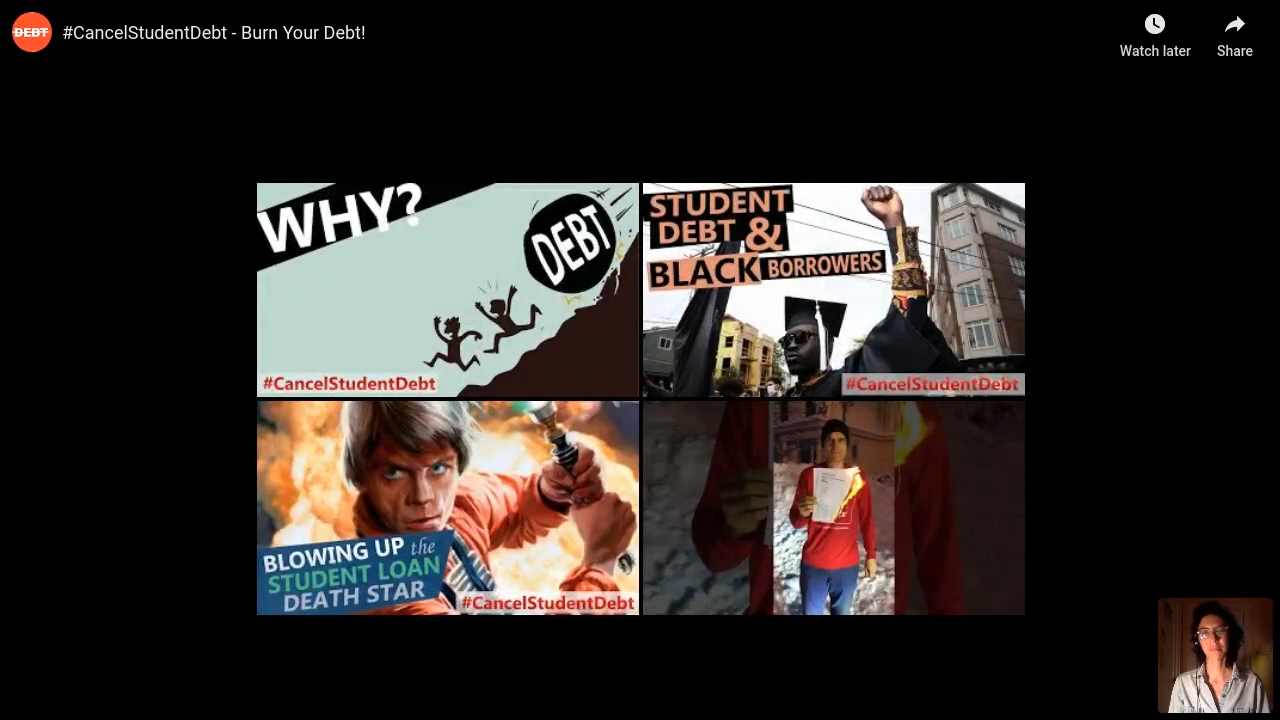 DEBT
#CancelStudentDebt - Burn Your Debt!
Watch later
Share
WHY?
DEBT
#CancelStudentDebt
STUDENT
DEBT &
BLACK BORROWERS
#CancelStudentDebt
BLOWING UP the
STUDENT LOAN
DEATH STAR
#CancelStudentDebt